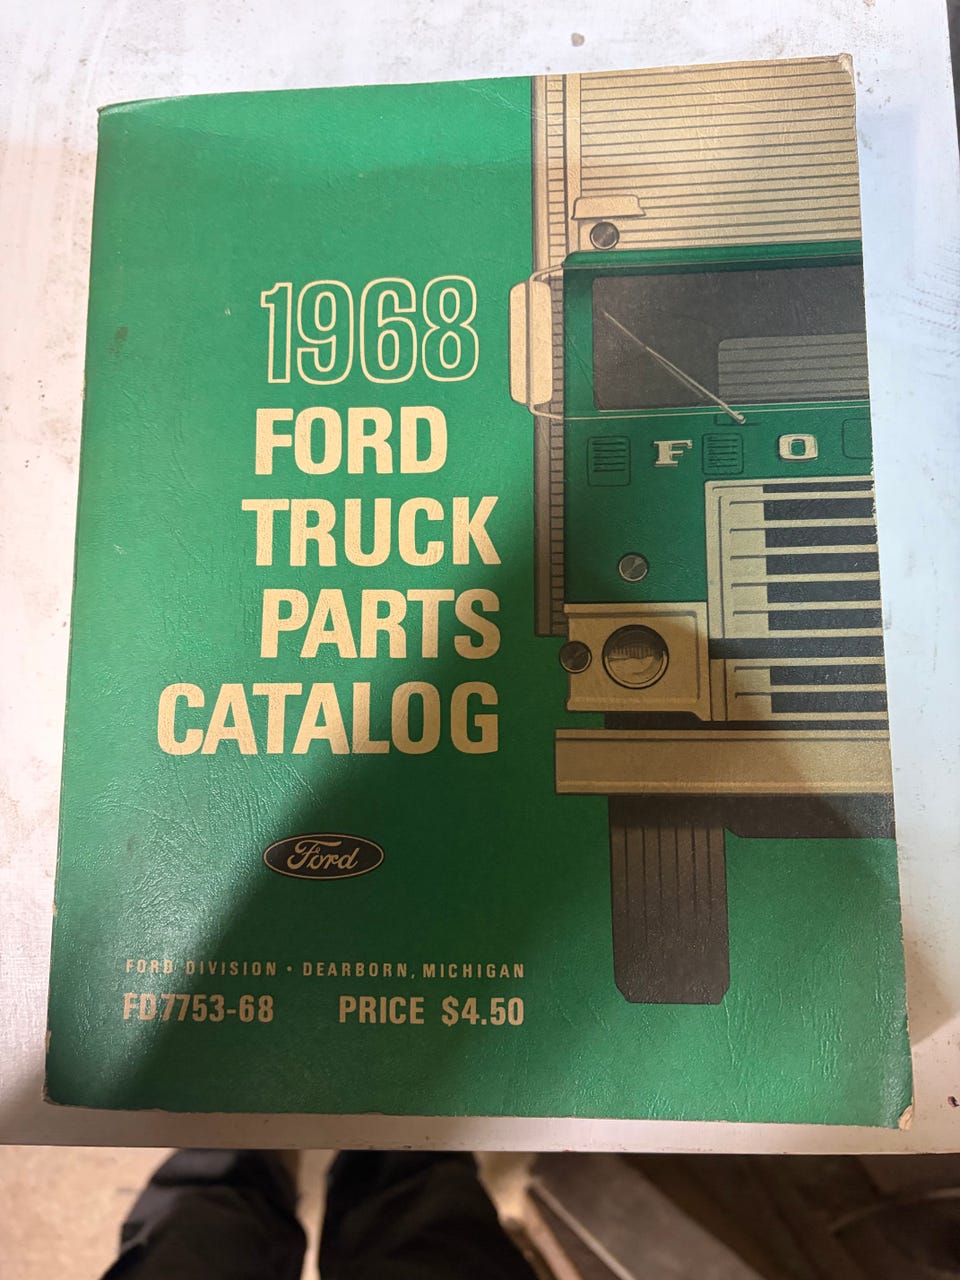 1968
FORD
TRUCK
PARTS
CATALOG
F O
Ford
FORD DIVISION • DEARBORN, MICHIGAN
FD7753-68 PRICE $4.50